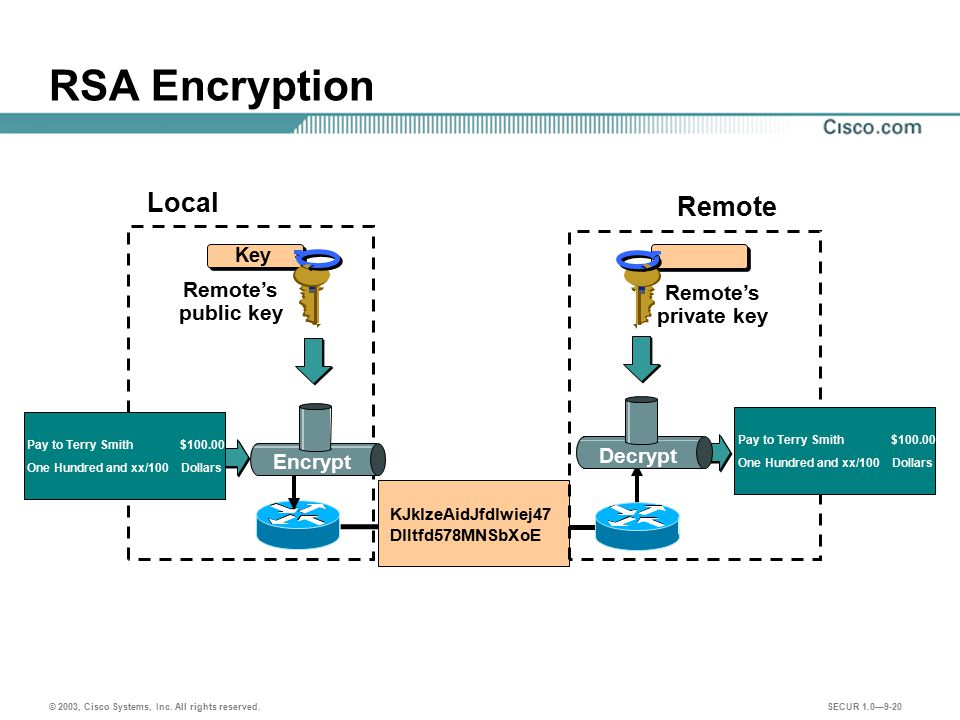 RSA Encryption
Cisco.com
Local
Remote
Key
Remote's
public key
Remote's
private key
Pay to Terry Smith $100.00
One Hundred and xx/100 Dollars
Encrypt
Decrypt
Pay to Terry Smith $100.00
One Hundred and xx/100 Dollars
KJklzeAidJfdlwiej47
DlItfd578MNSbXoE
© 2003, Cisco Systems, Inc. All rights reserved.
SECUR 1.0—9-20